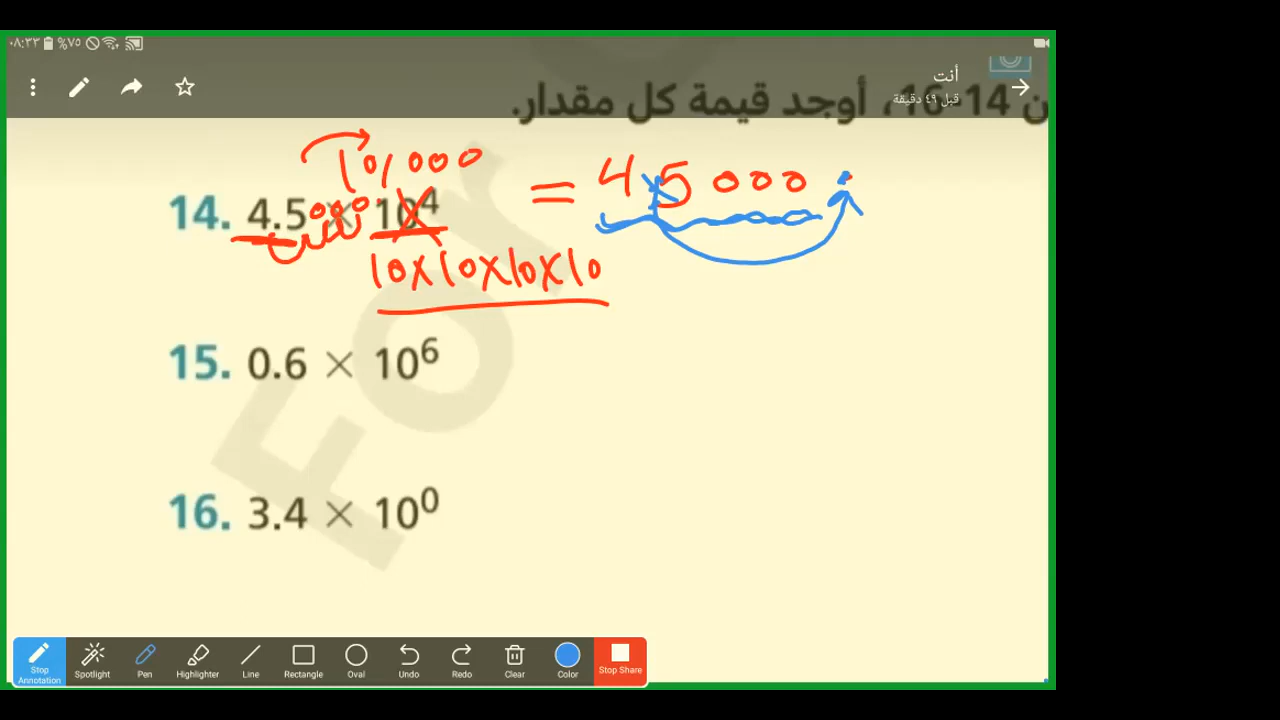 ٠٨:٣٣ %٧٥
أنت
قبل ٤٩ دقيقة
ن 14-16، أوجد قيمة كل مقدار.
10,000
14. 4.5 000 × 10⁴ = 45000.
10×10×10×10
15. 0.6 × 10⁶
16. 3.4 × 10⁰
For
Stop Annotation Spotlight Pen Highlighter Line Rectangle Oval Undo Redo Clear Color Stop Share